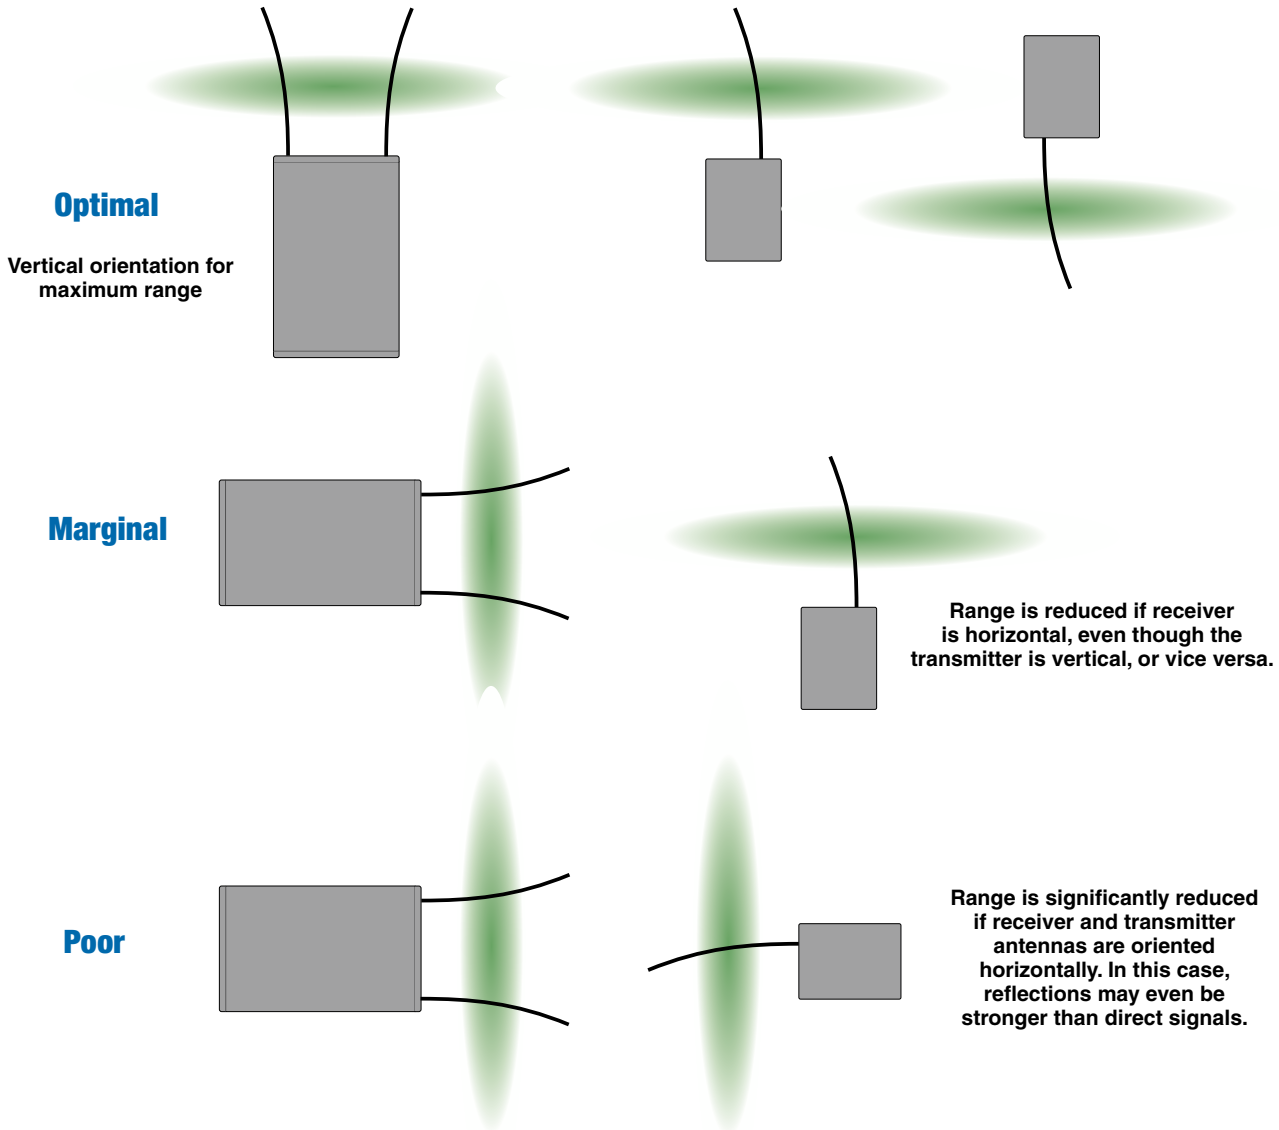 Optimal
Vertical orientation for
maximum range
Marginal
Range is reduced if receiver
is horizontal, even though the
transmitter is vertical, or vice versa.
Poor
Range is significantly reduced
if receiver and transmitter
antennas are oriented
horizontally. In this case,
reflections may even be
stronger than direct signals.